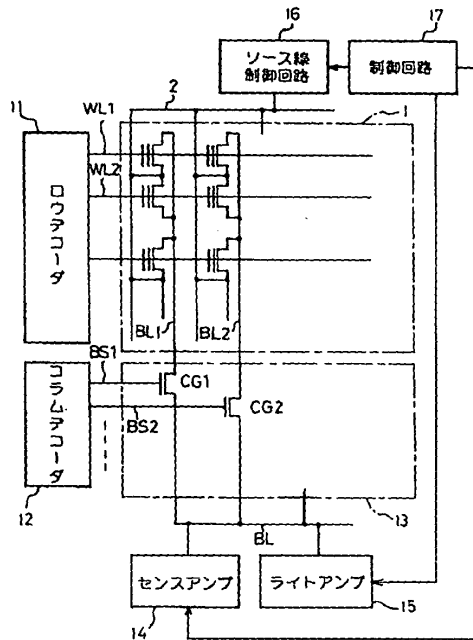 16
17
ソース線
制御回路
制御回路
2
1
11
WL1
WL2
ロウデコーダ
BL1
BL2
BS1
CG1
CG2
BS2
コラムデコーダ
12
13
BL
センスアンプ
ライトアンプ
14
15